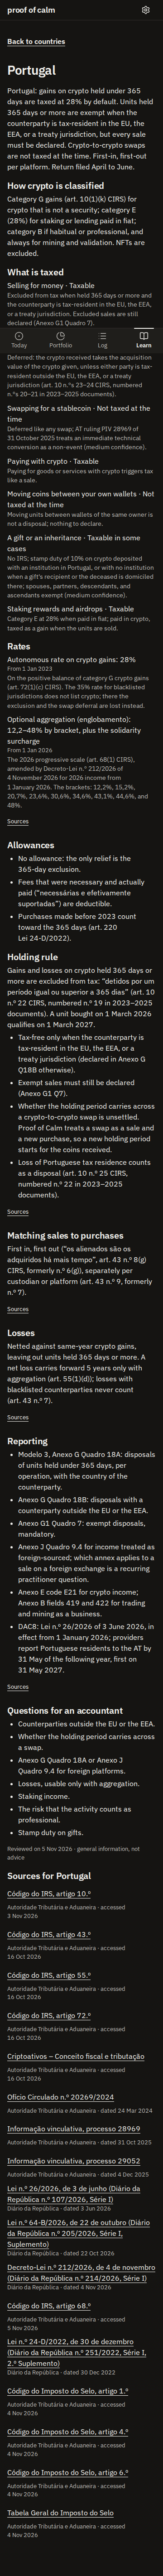 proof of calm
Back to countries
Portugal
Portugal: gains on crypto held under 365
days are taxed at 28% by default. Units held
365 days or more are exempt when the
counterparty is tax-resident in the EU, the
EEA, or a treaty jurisdiction, but every sale
must be declared. Crypto-to-crypto swaps
are not taxed at the time. First-in, first-out
per platform. Return filed April to June.
How crypto is classified
Category G gains (art. 10(1)(k) CIRS) for
crypto that is not a security; category E
(28%) for staking or lending paid in fiat;
category B if habitual or professional, and
always for mining and validation. NFTs are
excluded.
What is taxed
Selling for money · Taxable
Excluded from tax when held 365 days or more and
the counterparty is tax-resident in the EU, the EEA,
or a treaty jurisdiction. Excluded sales are still
declared (Anexo G1 Quadro 7).
Today
Portfolio
Log
Learn
Deferred: the crypto received takes the acquisition
value of the crypto given, unless either party is tax-
resident outside the EU, the EEA, or a treaty
jurisdiction (art. 10 n.ºs 23–24 CIRS, numbered
n.ºs 20–21 in 2023–2025 documents).
Swapping for a stablecoin · Not taxed at the
time
Deferred like any swap; AT ruling PIV 28969 of
31 October 2025 treats an immediate technical
conversion as a non-event (medium confidence).
Paying with crypto · Taxable
Paying for goods or services with crypto triggers tax
like a sale.
Moving coins between your own wallets · Not
taxed at the time
Moving units between wallets of the same owner is
not a disposal; nothing to declare.
A gift or an inheritance · Taxable in some
cases
No IRS; stamp duty of 10% on crypto deposited
with an institution in Portugal, or with no institution
when a gift's recipient or the deceased is domiciled
there; spouses, partners, descendants, and
ascendants exempt (medium confidence).
Staking rewards and airdrops · Taxable
Category E at 28% when paid in fiat; paid in crypto,
taxed as a gain when the units are sold.
Rates
Autonomous rate on crypto gains: 28%
From 1 Jan 2023
On the positive balance of category G crypto gains
(art. 72(1)(c) CIRS). The 35% rate for blacklisted
jurisdictions does not list crypto; there the
exclusion and the swap deferral are lost instead.
Optional aggregation (englobamento):
12,2–48% by bracket, plus the solidarity
surcharge
From 1 Jan 2026
The 2026 progressive scale (art. 68(1) CIRS),
amended by Decreto-Lei n.º 212/2026 of
4 November 2026 for 2026 income from
1 January 2026. The brackets: 12,2%, 15,2%,
20,7%, 23,6%, 30,6%, 34,6%, 43,1%, 44,6%, and
48%.
Sources
Allowances
• No allowance: the only relief is the
365-day exclusion.
• Fees that were necessary and actually
paid (“necessárias e efetivamente
suportadas”) are deductible.
• Purchases made before 2023 count
toward the 365 days (art. 220
Lei 24-D/2022).
Holding rule
Gains and losses on crypto held 365 days or
more are excluded from tax: “detidos por um
período igual ou superior a 365 dias” (art. 10
n.º 22 CIRS, numbered n.º 19 in 2023–2025
documents). A unit bought on 1 March 2026
qualifies on 1 March 2027.
• Tax-free only when the counterparty is
tax-resident in the EU, the EEA, or a
treaty jurisdiction (declared in Anexo G
Q18B otherwise).
• Exempt sales must still be declared
(Anexo G1 Q7).
• Whether the holding period carries across
a crypto-to-crypto swap is unsettled.
Proof of Calm treats a swap as a sale and
a new purchase, so a new holding period
starts for the coins received.
• Loss of Portuguese tax residence counts
as a disposal (art. 10 n.º 25 CIRS,
numbered n.º 22 in 2023–2025
documents).
Sources
Matching sales to purchases
First in, first out (“os alienados são os
adquiridos há mais tempo”, art. 43 n.º 8(g)
CIRS, formerly n.º 6(g)), separately per
custodian or platform (art. 43 n.º 9, formerly
n.º 7).
Sources
Losses
Netted against same-year crypto gains,
leaving out units held 365 days or more. A
net loss carries forward 5 years only with
aggregation (art. 55(1)(d)); losses with
blacklisted counterparties never count
(art. 43 n.º 7).
Sources
Reporting
• Modelo 3, Anexo G Quadro 18A: disposals
of units held under 365 days, per
operation, with the country of the
counterparty.
• Anexo G Quadro 18B: disposals with a
counterparty outside the EU or the EEA.
• Anexo G1 Quadro 7: exempt disposals,
mandatory.
• Anexo J Quadro 9.4 for income treated as
foreign-sourced; which annex applies to a
sale on a foreign exchange is a recurring
practitioner question.
• Anexo E code E21 for crypto income;
Anexo B fields 419 and 422 for trading
and mining as a business.
• DAC8: Lei n.º 26/2026 of 3 June 2026, in
effect from 1 January 2026; providers
report Portuguese residents to the AT by
31 May of the following year, first on
31 May 2027.
Sources
Questions for an accountant
• Counterparties outside the EU or the EEA.
• Whether the holding period carries across
a swap.
• Anexo G Quadro 18A or Anexo J
Quadro 9.4 for foreign platforms.
• Losses, usable only with aggregation.
• Staking income.
• The risk that the activity counts as
professional.
• Stamp duty on gifts.
Reviewed on 5 Nov 2026 · general information, not
advice
Sources for Portugal
Código do IRS, artigo 10.º
Autoridade Tributária e Aduaneira · accessed
3 Nov 2026
Código do IRS, artigo 43.º
Autoridade Tributária e Aduaneira · accessed
16 Oct 2026
Código do IRS, artigo 55.º
Autoridade Tributária e Aduaneira · accessed
16 Oct 2026
Código do IRS, artigo 72.º
Autoridade Tributária e Aduaneira · accessed
16 Oct 2026
Criptoativos – Conceito fiscal e tributação
Autoridade Tributária e Aduaneira · accessed
16 Oct 2026
Ofício Circulado n.º 20269/2024
Autoridade Tributária e Aduaneira · dated 24 Mar 2024
Informação vinculativa, processo 28969
Autoridade Tributária e Aduaneira · dated 31 Oct 2025
Informação vinculativa, processo 29052
Autoridade Tributária e Aduaneira · dated 4 Dec 2025
Lei n.º 26/2026, de 3 de junho (Diário da
República n.º 107/2026, Série I)
Diário da República · dated 3 Jun 2026
Lei n.º 64-B/2026, de 22 de outubro (Diário
da República n.º 205/2026, Série I,
Suplemento)
Diário da República · dated 22 Oct 2026
Decreto-Lei n.º 212/2026, de 4 de novembro
(Diário da República n.º 214/2026, Série I)
Diário da República · dated 4 Nov 2026
Código do IRS, artigo 68.º
Autoridade Tributária e Aduaneira · accessed
5 Nov 2026
Lei n.º 24-D/2022, de 30 de dezembro
(Diário da República n.º 251/2022, Série I,
2.º Suplemento)
Diário da República · dated 30 Dec 2022
Código do Imposto do Selo, artigo 1.º
Autoridade Tributária e Aduaneira · accessed
4 Nov 2026
Código do Imposto do Selo, artigo 4.º
Autoridade Tributária e Aduaneira · accessed
4 Nov 2026
Código do Imposto do Selo, artigo 6.º
Autoridade Tributária e Aduaneira · accessed
4 Nov 2026
Tabela Geral do Imposto do Selo
Autoridade Tributária e Aduaneira · accessed
4 Nov 2026